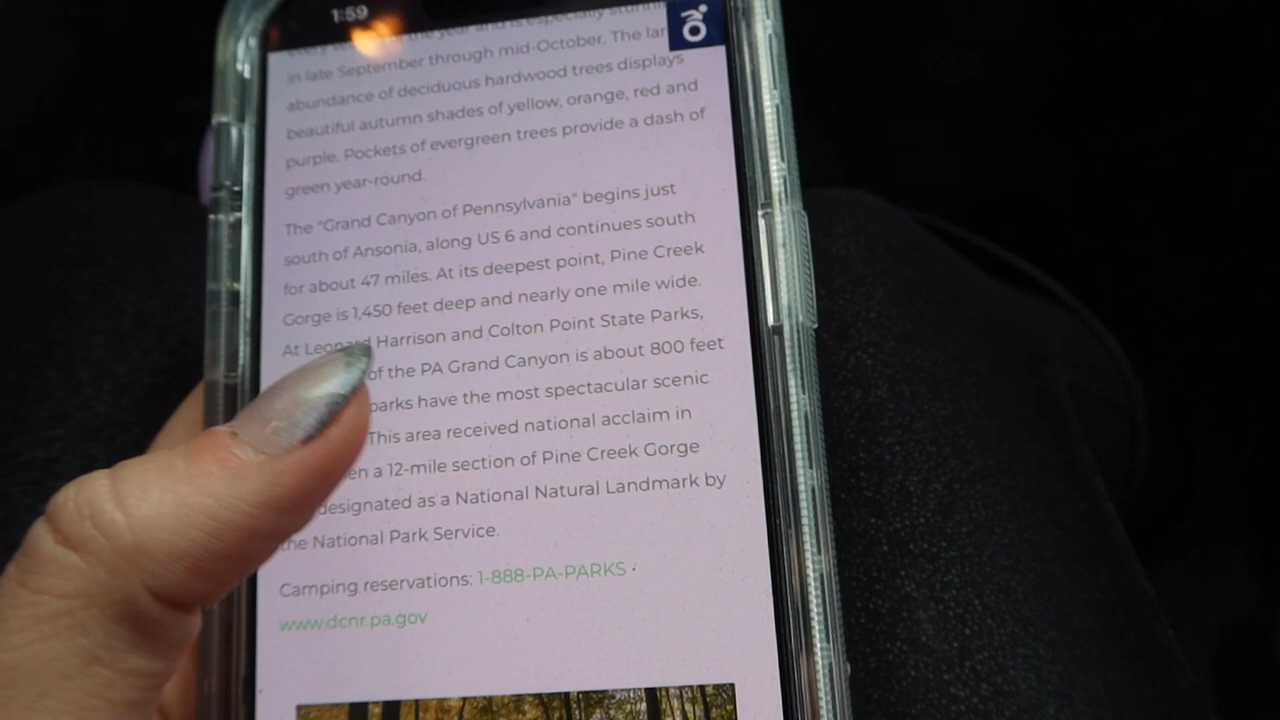 1:59
the year and is especially
in late September through mid-October. The lar
abundance of deciduous hardwood trees displays
beautiful autumn shades of yellow, orange, red and
purple. Pockets of evergreen trees provide a dash of
green year-round.
The "Grand Canyon of Pennsylvania" begins just
south of Ansonia, along US 6 and continues south
for about 47 miles. At its deepest point, Pine Creek
Gorge is 1,450 feet deep and nearly one mile wide.
At Leonard Harrison and Colton Point State Parks,
of the PA Grand Canyon is about 800 feet
parks have the most spectacular scenic
This area received national acclaim in
en a 12-mile section of Pine Creek Gorge
designated as a National Natural Landmark by
the National Park Service.
Camping reservations: 1-888-PA-PARKS •
www.dcnr.pa.gov